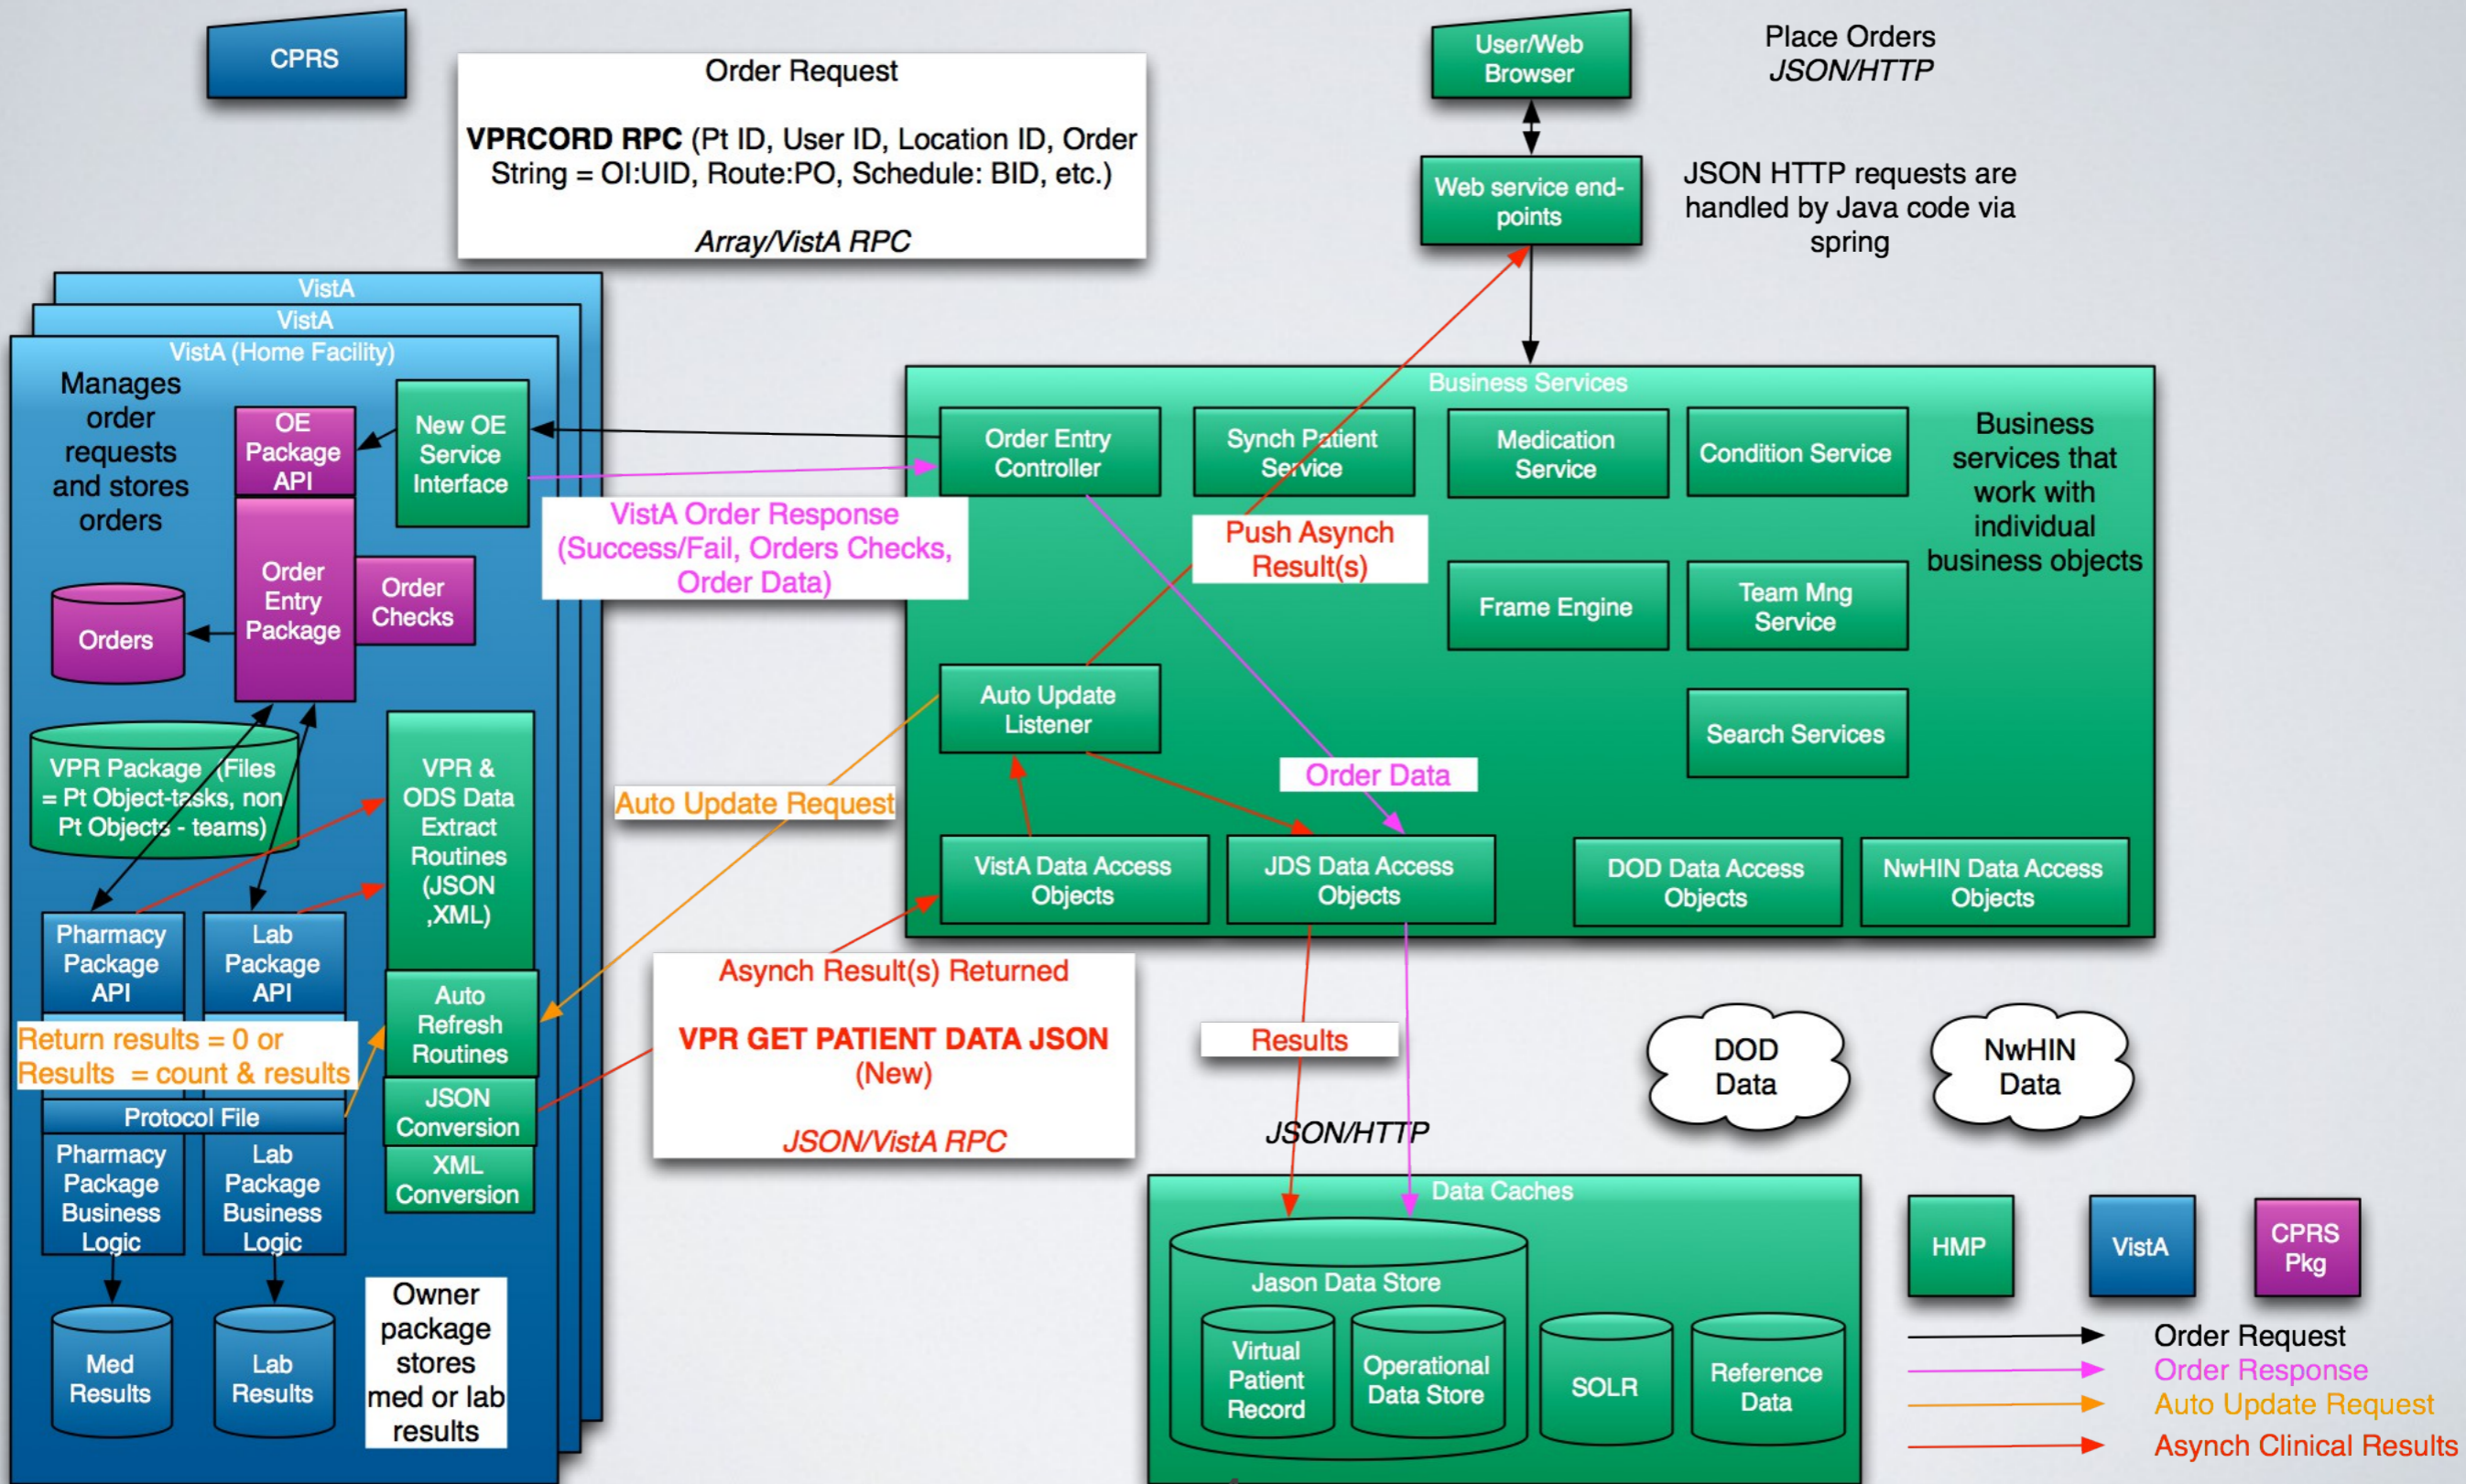 CPRS
Order Request
VPRCORD RPC (Pt ID, User ID, Location ID, Order
String = OI:UID, Route:PO, Schedule: BID, etc.)
Array/VistA RPC
User/Web
Browser
Place Orders
JSON/HTTP
Web service end-
points
JSON HTTP requests are
handled by Java code via
spring
VistA
VistA
VistA (Home Facility)
Manages
order
requests
and stores
orders
OE
Package
API
New OE
Service
Interface
Order
Entry
Package
Order
Checks
Orders
VPR Package (Files
= Pt Object-tasks, non
Pt Objects - teams)
VPR &
ODS Data
Extract
Routines
(JSON
,XML)
Pharmacy
Package
API
Lab
Package
API
Auto
Refresh
Routines
Return results = 0 or
Results = count & results
JSON
Conversion
Protocol File
XML
Conversion
Pharmacy
Package
Business
Logic
Lab
Package
Business
Logic
Med
Results
Lab
Results
Owner
package
stores
med or lab
results
VistA Order Response
(Success/Fail, Orders Checks,
Order Data)
Auto Update Request
Asynch Result(s) Returned
VPR GET PATIENT DATA JSON
(New)
JSON/VistA RPC
Business Services
Order Entry
Controller
Synch Patient
Service
Medication
Service
Condition Service
Business
services that
work with
individual
business objects
Push Asynch
Result(s)
Frame Engine
Team Mng
Service
Auto Update
Listener
Search Services
Order Data
VistA Data Access
Objects
JDS Data Access
Objects
DOD Data Access
Objects
NwHIN Data Access
Objects
Results
JSON/HTTP
DOD
Data
NwHIN
Data
Data Caches
Jason Data Store
Virtual
Patient
Record
Operational
Data Store
SOLR
Reference
Data
HMP
VistA
CPRS
Pkg
Order Request
Order Response
Auto Update Request
Asynch Clinical Results